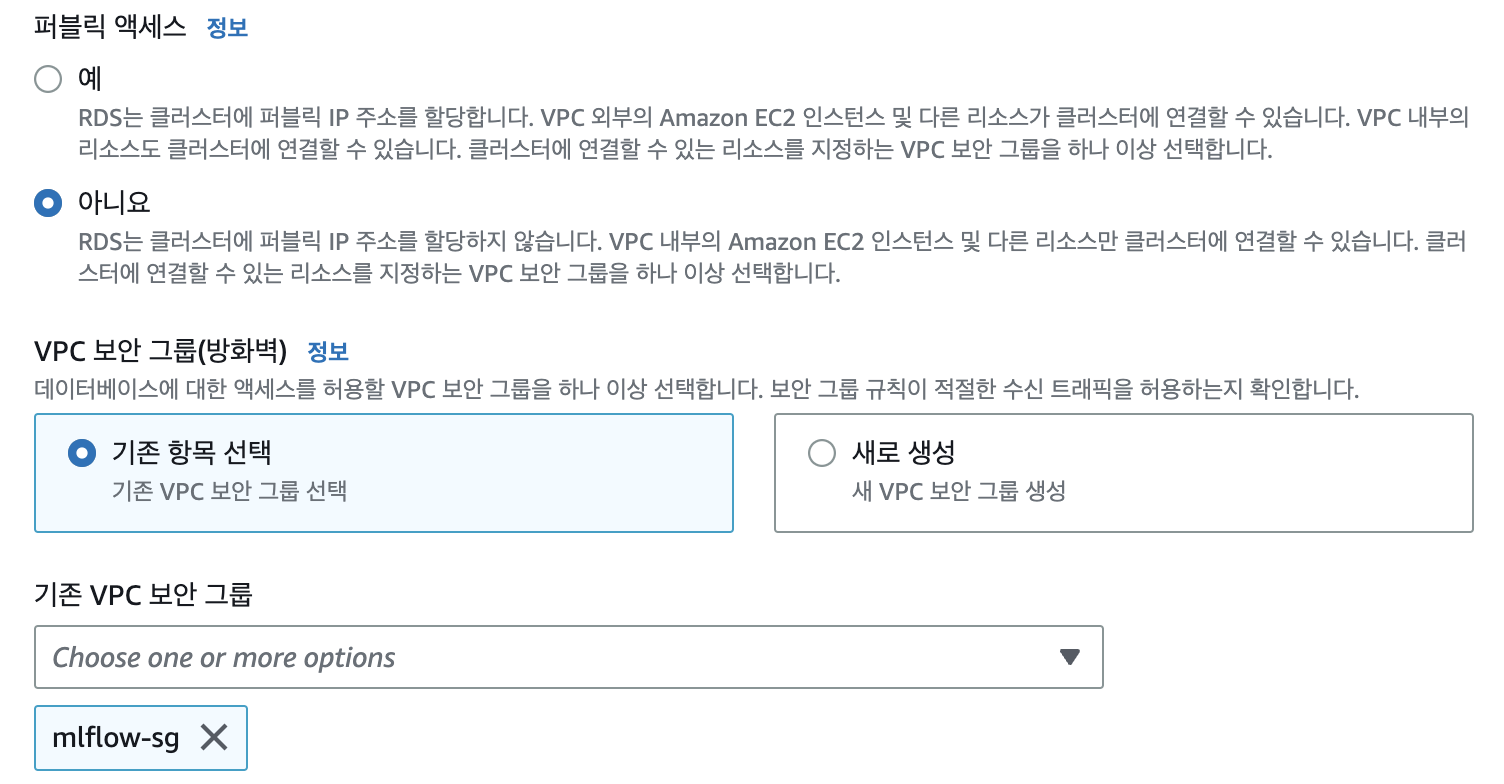 퍼블릭 액세스 정보
예
RDS는 클러스터에 퍼블릭 IP 주소를 할당합니다. VPC 외부의 Amazon EC2 인스턴스 및 다른 리소스가 클러스터에 연결할 수 있습니다. VPC 내부의
리소스도 클러스터에 연결할 수 있습니다. 클러스터에 연결할 수 있는 리소스를 지정하는 VPC 보안 그룹을 하나 이상 선택합니다.
아니요
RDS는 클러스터에 퍼블릭 IP 주소를 할당하지 않습니다. VPC 내부의 Amazon EC2 인스턴스 및 다른 리소스만 클러스터에 연결할 수 있습니다. 클러
스터에 연결할 수 있는 리소스를 지정하는 VPC 보안 그룹을 하나 이상 선택합니다.
VPC 보안 그룹(방화벽) 정보
데이터베이스에 대한 액세스를 허용할 VPC 보안 그룹을 하나 이상 선택합니다. 보안 그룹 규칙이 적절한 수신 트래픽을 허용하는지 확인합니다.
기존 항목 선택
기존 VPC 보안 그룹 선택
새로 생성
새 VPC 보안 그룹 생성
기존 VPC 보안 그룹
Choose one or more options
mlflow-sg